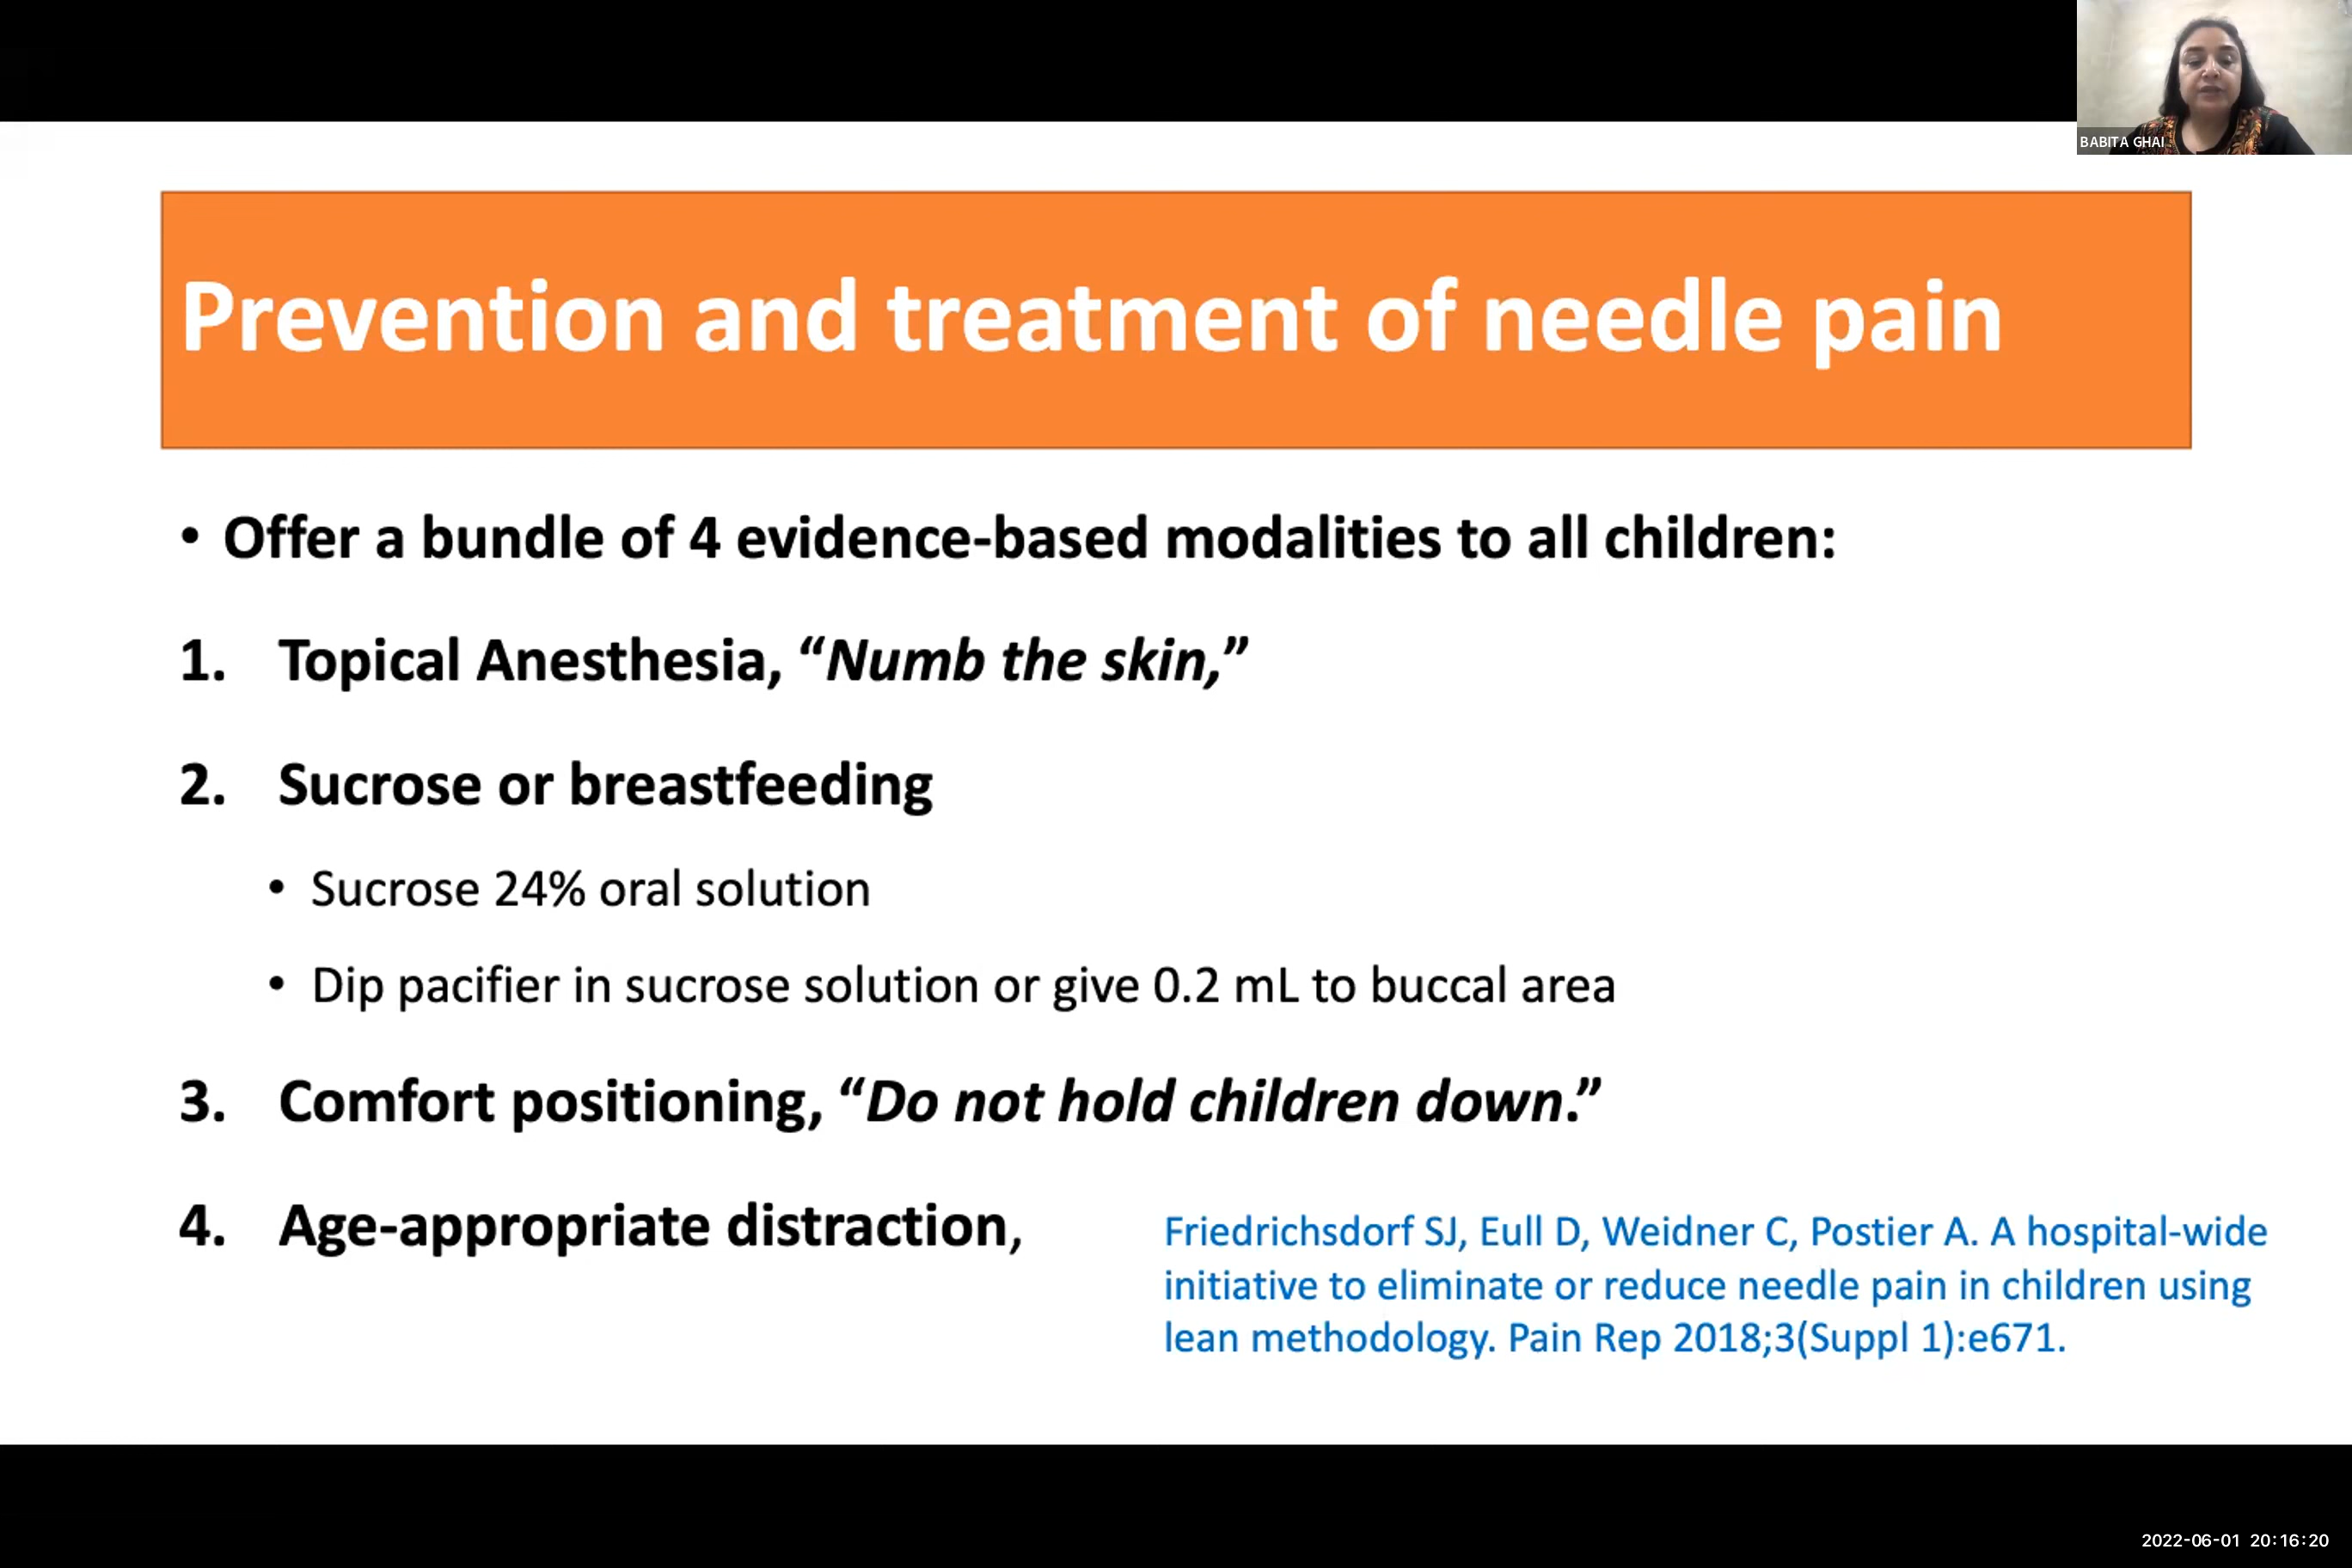 BABITA GHAI
Prevention and treatment of needle pain
• Offer a bundle of 4 evidence-based modalities to all children:
1. Topical Anesthesia, “Numb the skin,”
2. Sucrose or breastfeeding
• Sucrose 24% oral solution
• Dip pacifier in sucrose solution or give 0.2 mL to buccal area
3. Comfort positioning, “Do not hold children down.”
4. Age-appropriate distraction,
Friedrichsdorf SJ, Eull D, Weidner C, Postier A. A hospital-wide
initiative to eliminate or reduce needle pain in children using
lean methodology. Pain Rep 2018;3(Suppl 1):e671.
2022-06-01 20:16:20